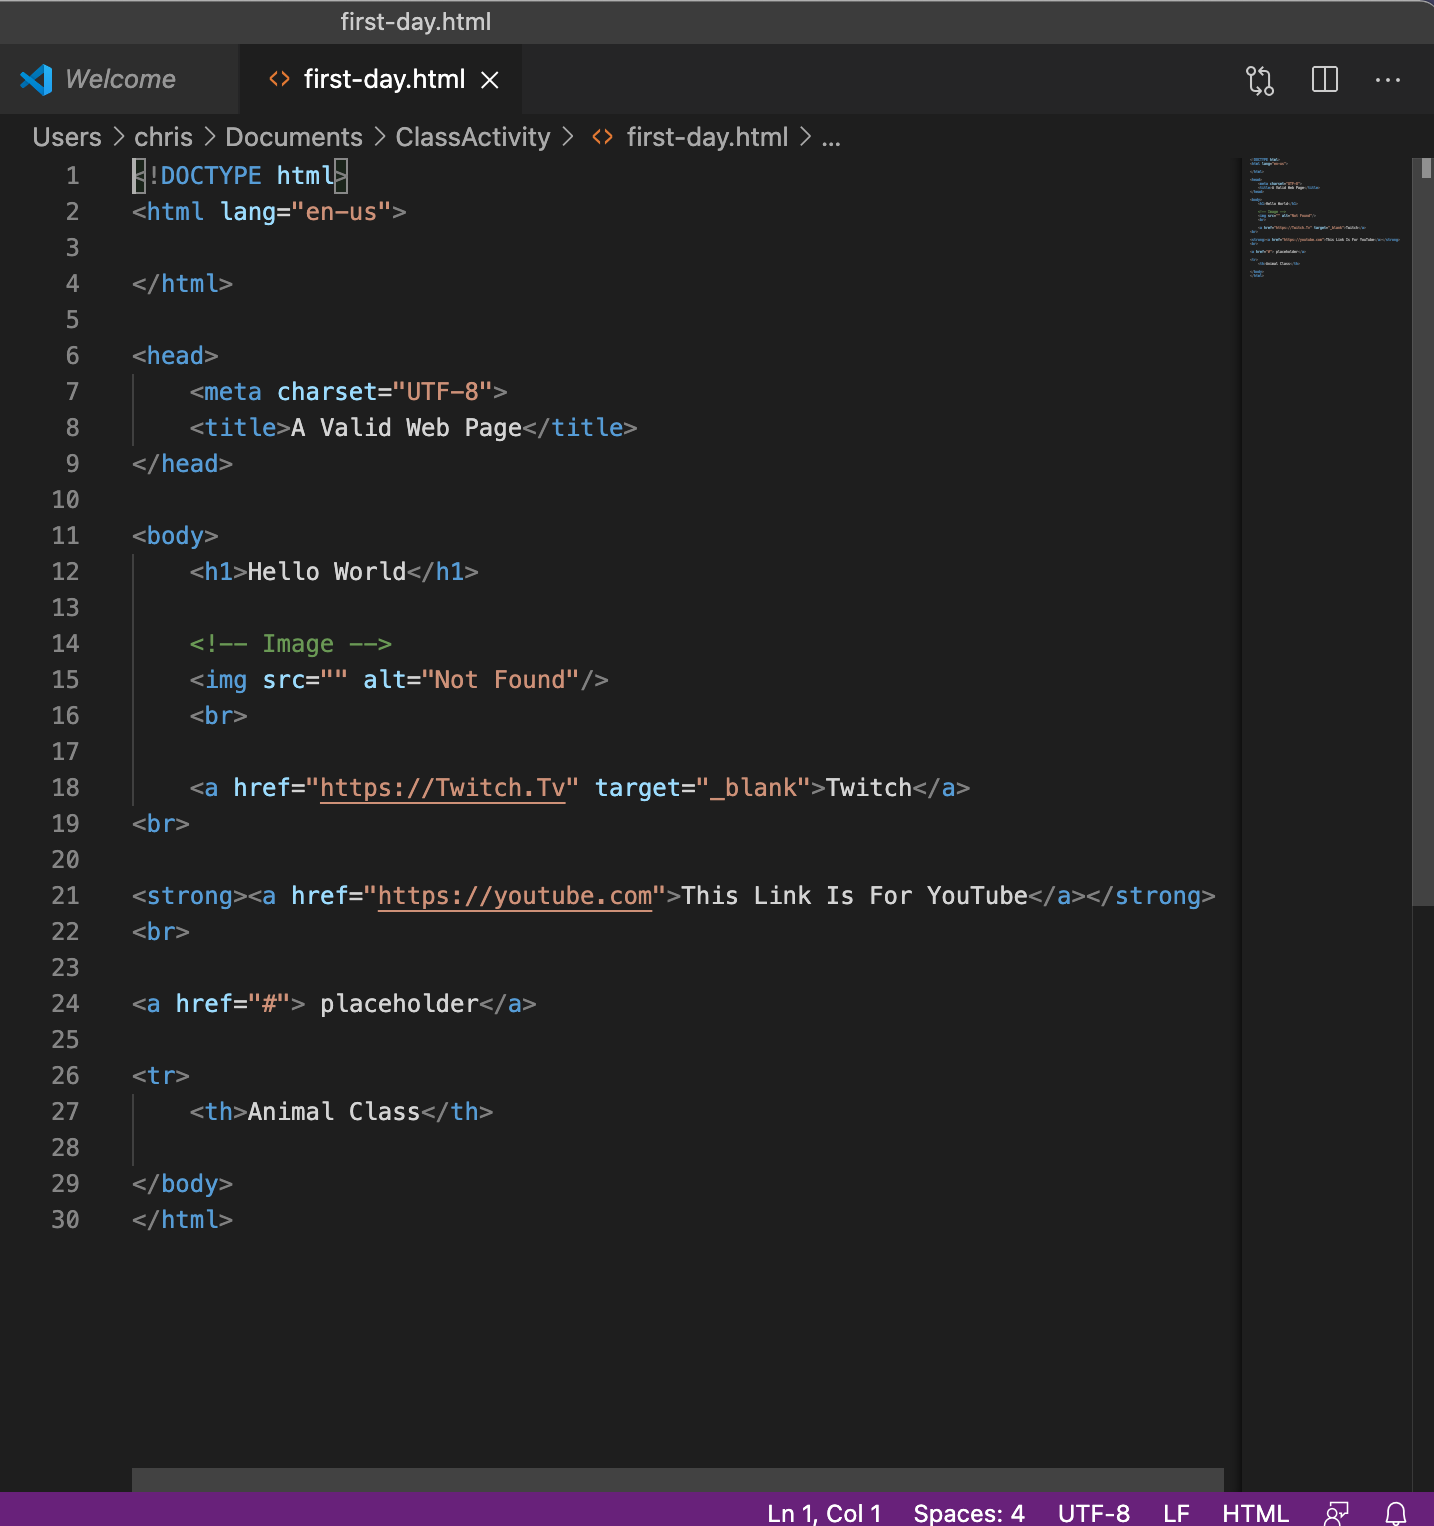 first-day.html
Welcome
first-day.html
Users > chris > Documents > ClassActivity > <> first-day.html > ...
1 <!DOCTYPE html>
2 <html lang="en-us">
3
4 </html>
5
6 <head>
7     <meta charset="UTF-8">
8     <title>A Valid Web Page</title>
9 </head>
10
11 <body>
12     <h1>Hello World</h1>
13
14     <!-- Image -->
15     <img src="" alt="Not Found"/>
16     <br>
17
18     <a href="https://Twitch.Tv" target="_blank">Twitch</a>
19 <br>
20
21 <strong><a href="https://youtube.com">This Link Is For YouTube</a></strong>
22 <br>
23
24 <a href="#"> placeholder</a>
25
26 <tr>
27     <th>Animal Class</th>
28
29 </body>
30 </html>
Ln 1, Col 1 Spaces: 4 UTF-8 LF HTML